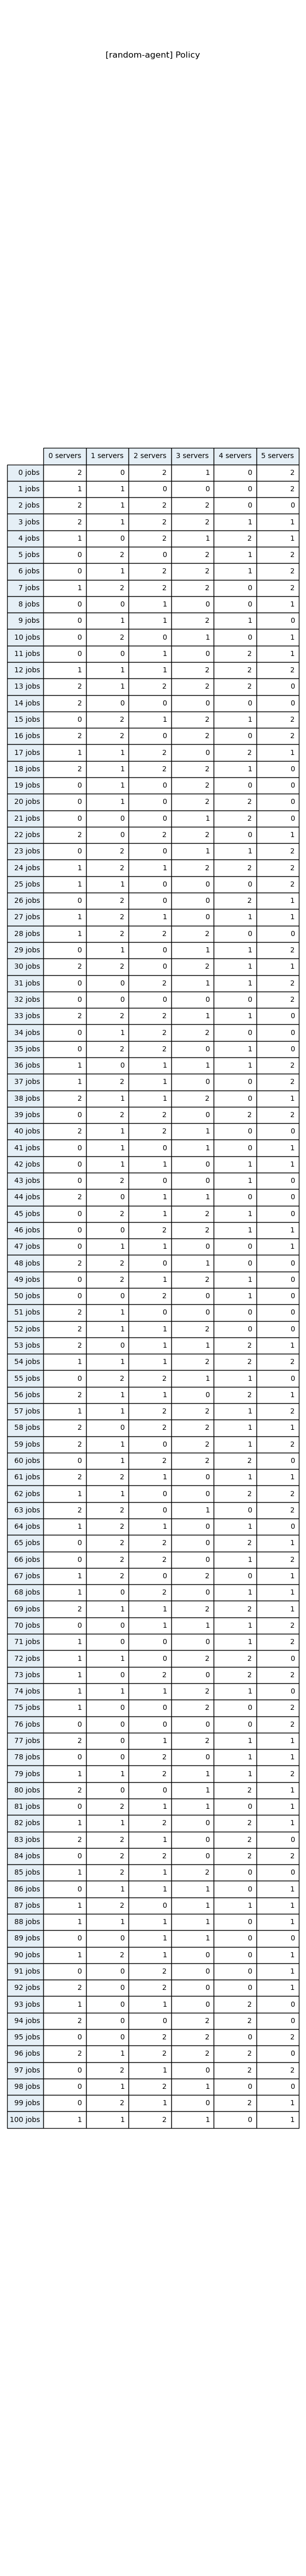 [random-agent] Policy
0 servers 1 servers 2 servers 3 servers 4 servers 5 servers
0 jobs 2 0 2 1 0 2
1 jobs 1 1 0 0 0 2
2 jobs 2 1 2 2 0 0
3 jobs 2 1 2 2 1 1
4 jobs 1 0 2 1 2 1
5 jobs 0 2 0 2 1 2
6 jobs 0 1 2 2 1 2
7 jobs 1 2 2 2 0 2
8 jobs 0 0 1 0 0 1
9 jobs 0 1 1 2 1 0
10 jobs 0 2 0 1 0 1
11 jobs 0 0 1 0 2 1
12 jobs 1 1 1 2 2 2
13 jobs 2 1 2 2 2 0
14 jobs 2 0 0 0 0 0
15 jobs 0 2 1 2 1 2
16 jobs 2 2 0 2 0 2
17 jobs 1 1 2 0 2 1
18 jobs 2 1 2 2 1 0
19 jobs 0 1 0 2 0 0
20 jobs 0 1 0 2 2 0
21 jobs 0 0 0 1 2 0
22 jobs 2 0 2 2 0 1
23 jobs 0 2 0 1 1 2
24 jobs 1 2 1 2 2 2
25 jobs 1 1 0 0 0 2
26 jobs 0 2 0 0 2 1
27 jobs 1 2 1 0 1 1
28 jobs 1 2 2 2 0 0
29 jobs 0 1 0 1 1 2
30 jobs 2 2 0 2 1 1
31 jobs 0 0 2 1 1 2
32 jobs 0 0 0 0 0 2
33 jobs 2 2 2 1 1 0
34 jobs 0 1 2 2 0 0
35 jobs 0 2 2 0 1 0
36 jobs 1 0 1 1 1 2
37 jobs 1 2 1 0 0 2
38 jobs 2 1 1 2 0 1
39 jobs 0 2 2 0 2 2
40 jobs 2 1 2 1 0 0
41 jobs 0 1 0 1 0 1
42 jobs 0 1 1 0 1 1
43 jobs 0 2 0 0 1 0
44 jobs 2 0 1 1 0 0
45 jobs 0 2 1 2 1 0
46 jobs 0 0 2 2 1 1
47 jobs 0 1 1 0 0 1
48 jobs 2 2 0 1 0 0
49 jobs 0 2 1 2 1 0
50 jobs 0 0 2 0 1 0
51 jobs 2 1 0 0 0 0
52 jobs 2 1 1 2 0 0
53 jobs 2 0 1 1 2 1
54 jobs 1 1 1 2 2 2
55 jobs 0 2 2 1 1 0
56 jobs 2 1 1 0 2 1
57 jobs 1 1 2 2 1 2
58 jobs 2 0 2 2 1 1
59 jobs 2 1 0 2 1 2
60 jobs 0 1 2 2 2 0
61 jobs 2 2 1 0 1 1
62 jobs 1 1 0 0 2 2
63 jobs 2 2 0 1 0 2
64 jobs 1 2 1 0 1 0
65 jobs 0 2 2 0 2 1
66 jobs 0 2 2 0 1 2
67 jobs 1 2 0 2 0 1
68 jobs 1 0 2 0 1 1
69 jobs 2 1 1 2 2 1
70 jobs 0 0 1 1 1 2
71 jobs 1 0 0 0 1 2
72 jobs 1 1 0 2 2 0
73 jobs 1 0 2 0 2 2
74 jobs 1 1 1 2 1 0
75 jobs 1 0 0 2 0 2
76 jobs 0 0 0 0 0 2
77 jobs 2 0 1 2 1 1
78 jobs 0 0 2 0 1 1
79 jobs 1 1 2 1 1 2
80 jobs 2 0 0 1 2 1
81 jobs 0 2 1 1 0 1
82 jobs 1 1 2 0 2 1
83 jobs 2 2 1 0 2 0
84 jobs 0 2 2 0 2 2
85 jobs 1 2 1 2 0 0
86 jobs 0 1 1 1 0 1
87 jobs 1 2 0 1 1 1
88 jobs 1 1 1 1 0 1
89 jobs 0 0 1 1 0 0
90 jobs 1 2 1 0 0 1
91 jobs 0 0 2 0 0 1
92 jobs 2 0 2 0 0 1
93 jobs 1 0 1 0 2 0
94 jobs 2 0 0 2 2 0
95 jobs 0 0 2 2 0 2
96 jobs 2 1 2 2 2 0
97 jobs 0 2 1 0 2 2
98 jobs 0 1 2 1 0 0
99 jobs 0 2 1 0 2 1
100 jobs 1 1 2 1 0 1